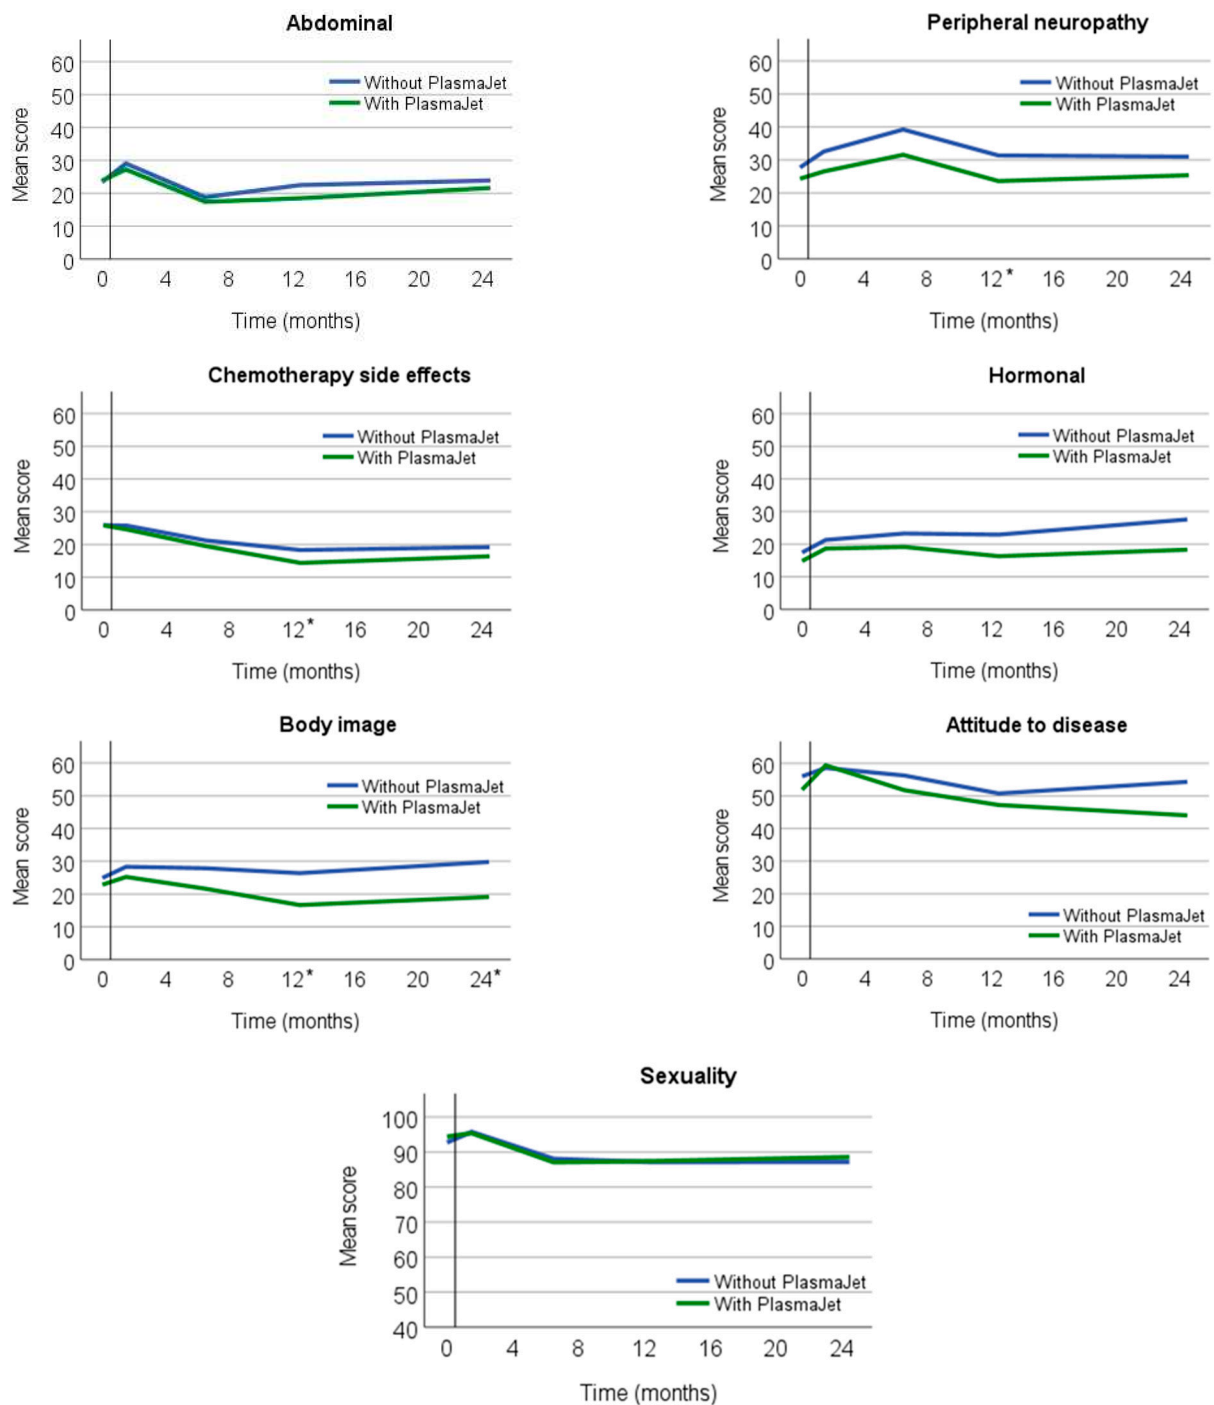 Abdominal
60
50
40
30
20
10
0
Mean score
Without PlasmaJet
With PlasmaJet
0 4 8 12 16 20 24
Time (months)
Peripheral neuropathy
60
50
40
30
20
10
0
Mean score
Without PlasmaJet
With PlasmaJet
0 4 8 12* 16 20 24
Time (months)
Chemotherapy side effects
60
50
40
30
20
10
0
Mean score
Without PlasmaJet
With PlasmaJet
0 4 8 12* 16 20 24
Time (months)
Hormonal
60
50
40
30
20
10
0
Mean score
Without PlasmaJet
With PlasmaJet
0 4 8 12 16 20 24
Time (months)
Body image
60
50
40
30
20
10
0
Mean score
Without PlasmaJet
With PlasmaJet
0 4 8 12* 16 20 24*
Time (months)
Attitude to disease
60
50
40
30
20
10
0
Mean score
Without PlasmaJet
With PlasmaJet
0 4 8 12 16 20 24
Time (months)
Sexuality
100
90
80
70
60
50
40
Mean score
Without PlasmaJet
With PlasmaJet
0 4 8 12 16 20 24
Time (months)